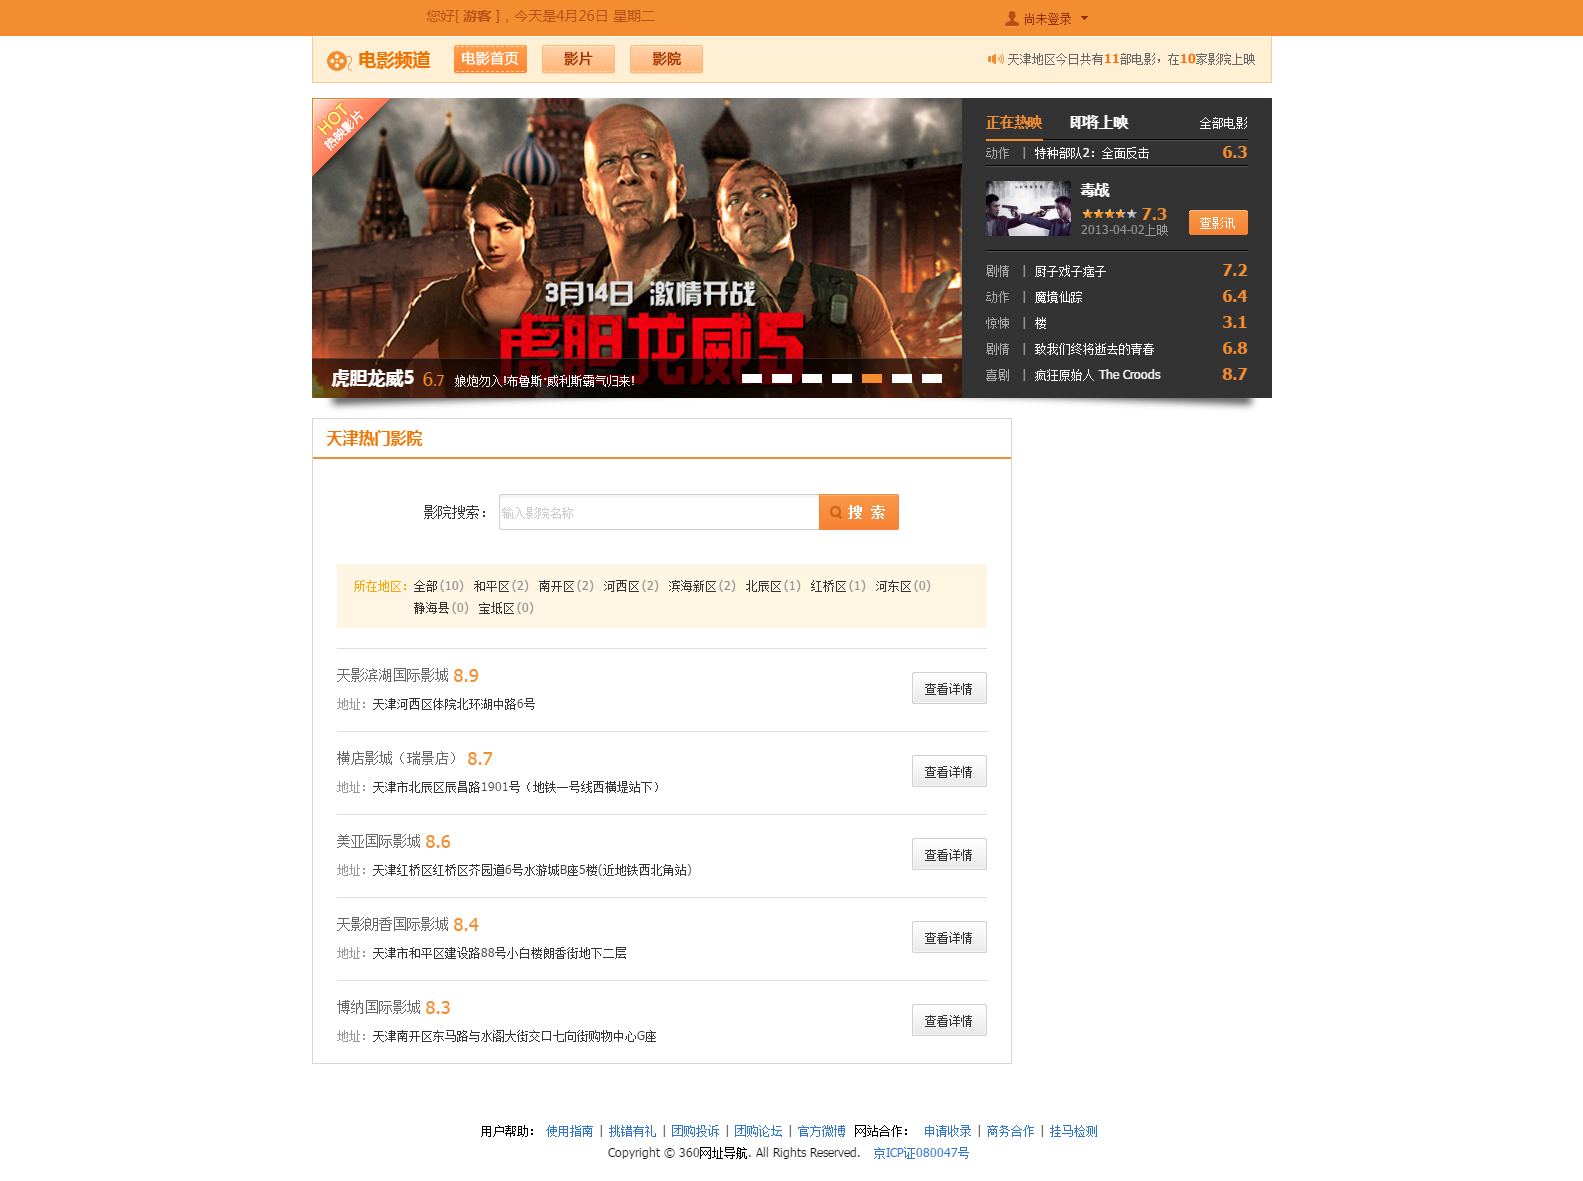 您好[ 游客 ]，今天是4月26日 星期二
尚未登录
电影频道
电影首页 影片 影院
天津地区今日共有11部电影，在10家影院上映
HOT
热映影片
3月14日 激情开战
虎胆龙威5
虎胆龙威5 6.7 娘炮勿入!布鲁斯·威利斯霸气归来!
正在热映 即将上映 全部电影
动作 | 特种部队2：全面反击 6.3
毒战
7.3
2013-04-02上映
查影讯
剧情 | 厨子戏子痞子 7.2
动作 | 魔境仙踪 6.4
惊悚 | 楼 3.1
剧情 | 致我们终将逝去的青春 6.8
喜剧 | 疯狂原始人 The Croods 8.7
天津热门影院
影院搜索： 输入影院名称 搜 索
所在地区：全部(10) 和平区(2) 南开区(2) 河西区(2) 滨海新区(2) 北辰区(1) 红桥区(1) 河东区(0)
静海县(0) 宝坻区(0)
天影滨湖国际影城 8.9
地址：天津河西区体院北环湖中路6号
查看详情
横店影城（瑞景店） 8.7
地址：天津市北辰区辰昌路1901号（地铁一号线西横堤站下）
查看详情
美亚国际影城 8.6
地址：天津红桥区红桥区芥园道6号水游城B座5楼(近地铁西北角站)
查看详情
天影朗香国际影城 8.4
地址：天津市和平区建设路88号小白楼朗香街地下二层
查看详情
博纳国际影城 8.3
地址：天津南开区东马路与水阁大街交口七向街购物中心G座
查看详情
用户帮助： 使用指南 | 挑错有礼 | 团购投诉 | 团购论坛 | 官方微博 网站合作： 申请收录 | 商务合作 | 挂马检测
Copyright © 360网址导航. All Rights Reserved. 京ICP证080047号